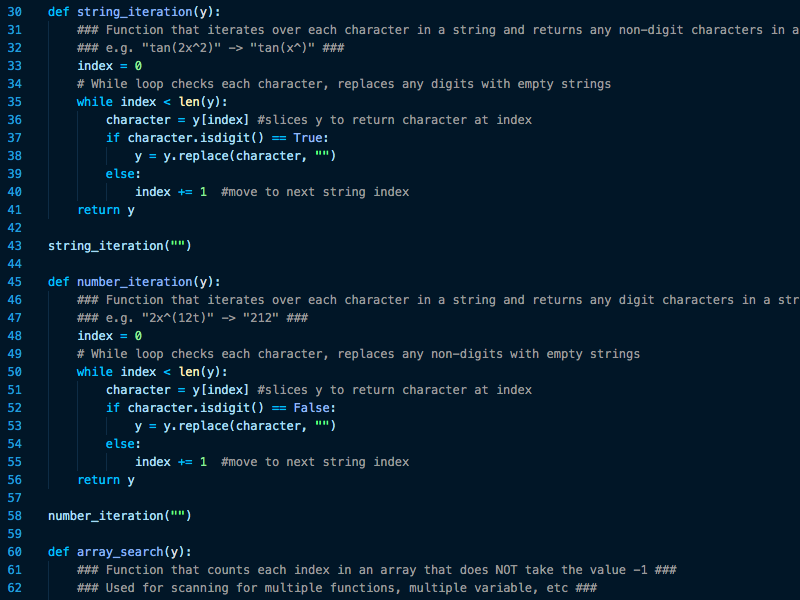 30 def string_iteration(y):
31 ### Function that iterates over each character in a string and returns any non-digit characters in a
32 ### e.g. "tan(2x^2)" -> "tan(x^)" ###
33 index = 0
34 # While loop checks each character, replaces any digits with empty strings
35 while index < len(y):
36 character = y[index] #slices y to return character at index
37 if character.isdigit() == True:
38 y = y.replace(character, "")
39 else:
40 index += 1 #move to next string index
41 return y
42
43 string_iteration("")
44
45 def number_iteration(y):
46 ### Function that iterates over each character in a string and returns any digit characters in a str
47 ### e.g. "2x^(12t)" -> "212" ###
48 index = 0
49 # While loop checks each character, replaces any non-digits with empty strings
50 while index < len(y):
51 character = y[index] #slices y to return character at index
52 if character.isdigit() == False:
53 y = y.replace(character, "")
54 else:
55 index += 1 #move to next string index
56 return y
57
58 number_iteration("")
59
60 def array_search(y):
61 ### Function that counts each index in an array that does NOT take the value -1 ###
62 ### Used for scanning for multiple functions, multiple variable, etc ###